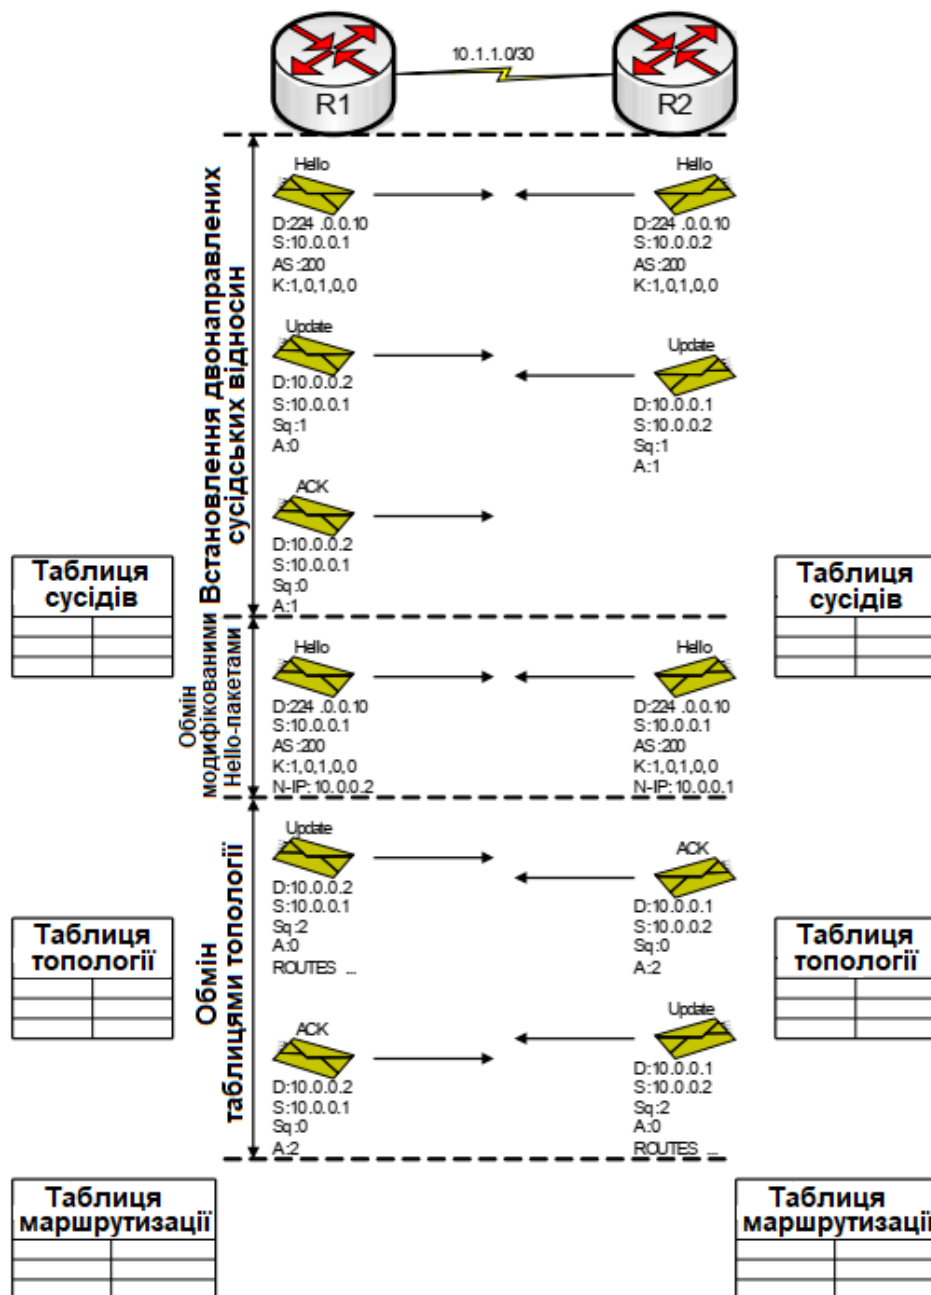 10.1.1.0/30
R1
R2
Встановлення двонаправлених
сусідських відносин
Hello
D:224 .0.0.10
S:10.0.0.1
AS:200
K:1,0,1,0,0
Hello
D:224 .0.0.10
S:10.0.0.2
AS:200
K:1,0,1,0,0
Update
D:10.0.0.2
S:10.0.0.1
Sq:1
A:0
Update
D:10.0.0.1
S:10.0.0.2
Sq:1
A:1
ACK
D:10.0.0.2
S:10.0.0.1
Sq:0
A:1
Таблиця
сусідів
Таблиця
сусідів
Обмін
модифікованими
Hello-пакетами
Hello
D:224 .0.0.10
S:10.0.0.1
AS:200
K:1,0,1,0,0
N-IP: 10.0.0.2
Hello
D:224 .0.0.10
S:10.0.0.1
AS:200
K:1,0,1,0,0
N-IP: 10.0.0.1
Обмін
таблицями топології
Update
D:10.0.0.2
S:10.0.0.1
Sq:2
A:0
ROUTES ...
ACK
D:10.0.0.1
S:10.0.0.2
Sq:0
A:2
Таблиця
топології
Таблиця
топології
ACK
D:10.0.0.2
S:10.0.0.1
Sq:0
A:2
Update
D:10.0.0.1
S:10.0.0.2
Sq:2
A:0
ROUTES ...
Таблиця
маршрутизації
Таблиця
маршрутизації